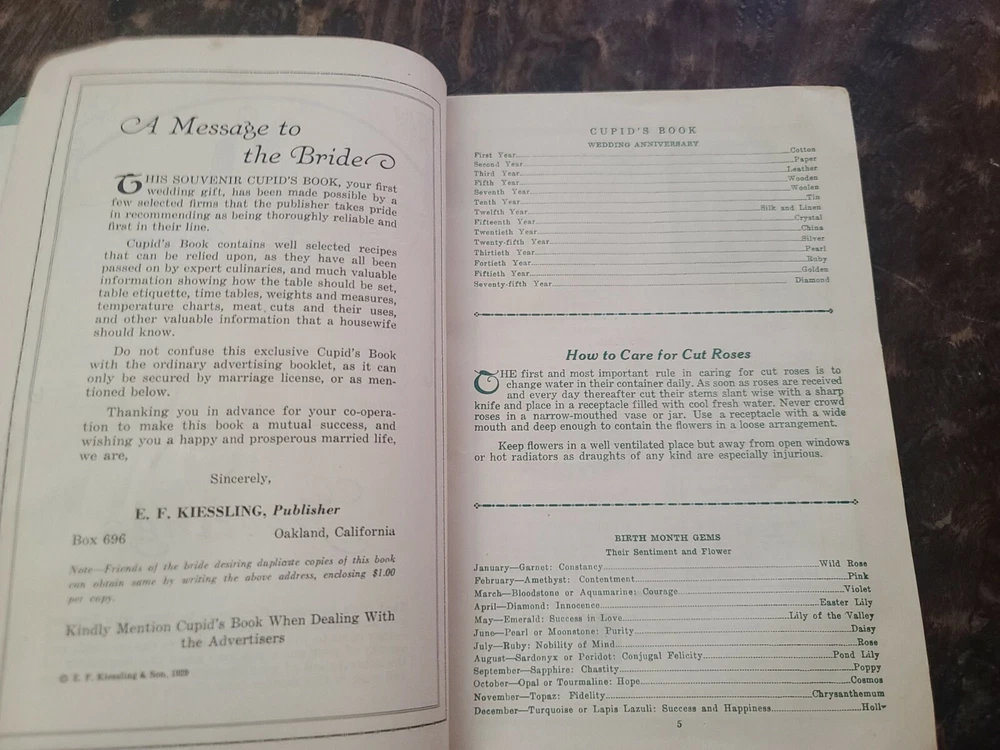 A Message to
the Bride
THIS SOUVENIR CUPID'S BOOK, your first
wedding gift, has been made possible by a
few selected firms that the publisher takes pride
in recommending as being thoroughly reliable and
first in their line.
Cupid's Book contains well selected recipes
that can be relied upon, as they have all been
passed on by expert culinaries, and much valuable
information showing how the table should be set,
table etiquette, time tables, weights and measures,
temperature charts, meat cuts and their uses,
and other valuable information that a housewife
should know.
Do not confuse this exclusive Cupid's Book
with the ordinary advertising booklet, as it can
only be secured by marriage license, or as men-
tioned below.
Thanking you in advance for your co-opera-
tion to make this book a mutual success, and
wishing you a happy and prosperous married life,
we are,
Sincerely,
E. F. KIESSLING, Publisher
Box 696 Oakland, California
Note—Friends of the bride desiring duplicate copies of this book
can obtain same by writing the above address, enclosing $1.00
per copy.
Kindly Mention Cupid's Book When Dealing With
the Advertisers
© E. F. Kiessling & Son, 1929
CUPID'S BOOK
WEDDING ANNIVERSARY
First Year Cotton
Second Year Paper
Third Year Leather
Fifth Year Wooden
Seventh Year Woolen
Tenth Year Tin
Twelfth Year Silk and Linen
Fifteenth Year Crystal
Twentieth Year China
Twenty-fifth Year Silver
Thirtieth Year Pearl
Fortieth Year Ruby
Fiftieth Year Golden
Seventy-fifth Year Diamond
How to Care for Cut Roses
THE first and most important rule in caring for cut roses is to
change water in their container daily. As soon as roses are received
and every day thereafter cut their stems slant wise with a sharp
knife and place in a receptacle filled with cool fresh water. Never crowd
roses in a narrow-mouthed vase or jar. Use a receptacle with a wide
mouth and deep enough to contain the flowers in a loose arrangement.
Keep flowers in a well ventilated place but away from open windows
or hot radiators as draughts of any kind are especially injurious.
BIRTH MONTH GEMS
Their Sentiment and Flower
January—Garnet: Constancy Wild Rose
February—Amethyst: Contentment Pink
March—Bloodstone or Aquamarine: Courage Violet
April—Diamond: Innocence Easter Lily
May—Emerald: Success in Love Lily of the Valley
June—Pearl or Moonstone: Purity Daisy
July—Ruby: Nobility of Mind Rose
August—Sardonyx or Peridot: Conjugal Felicity Pond Lily
September—Sapphire: Chastity Poppy
October—Opal or Tourmaline: Hope Cosmos
November—Topaz: Fidelity Chrysanthemum
December—Turquoise or Lapis Lazuli: Success and Happiness Holly
5